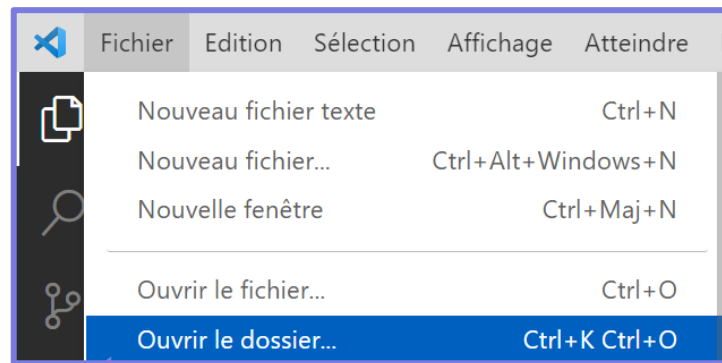 Fichier Edition Sélection Affichage Atteindre
Nouveau fichier texte Ctrl+N
Nouveau fichier... Ctrl+Alt+Windows+N
Nouvelle fenêtre Ctrl+Maj+N
Ouvrir le fichier... Ctrl+O
Ouvrir le dossier... Ctrl+K Ctrl+O